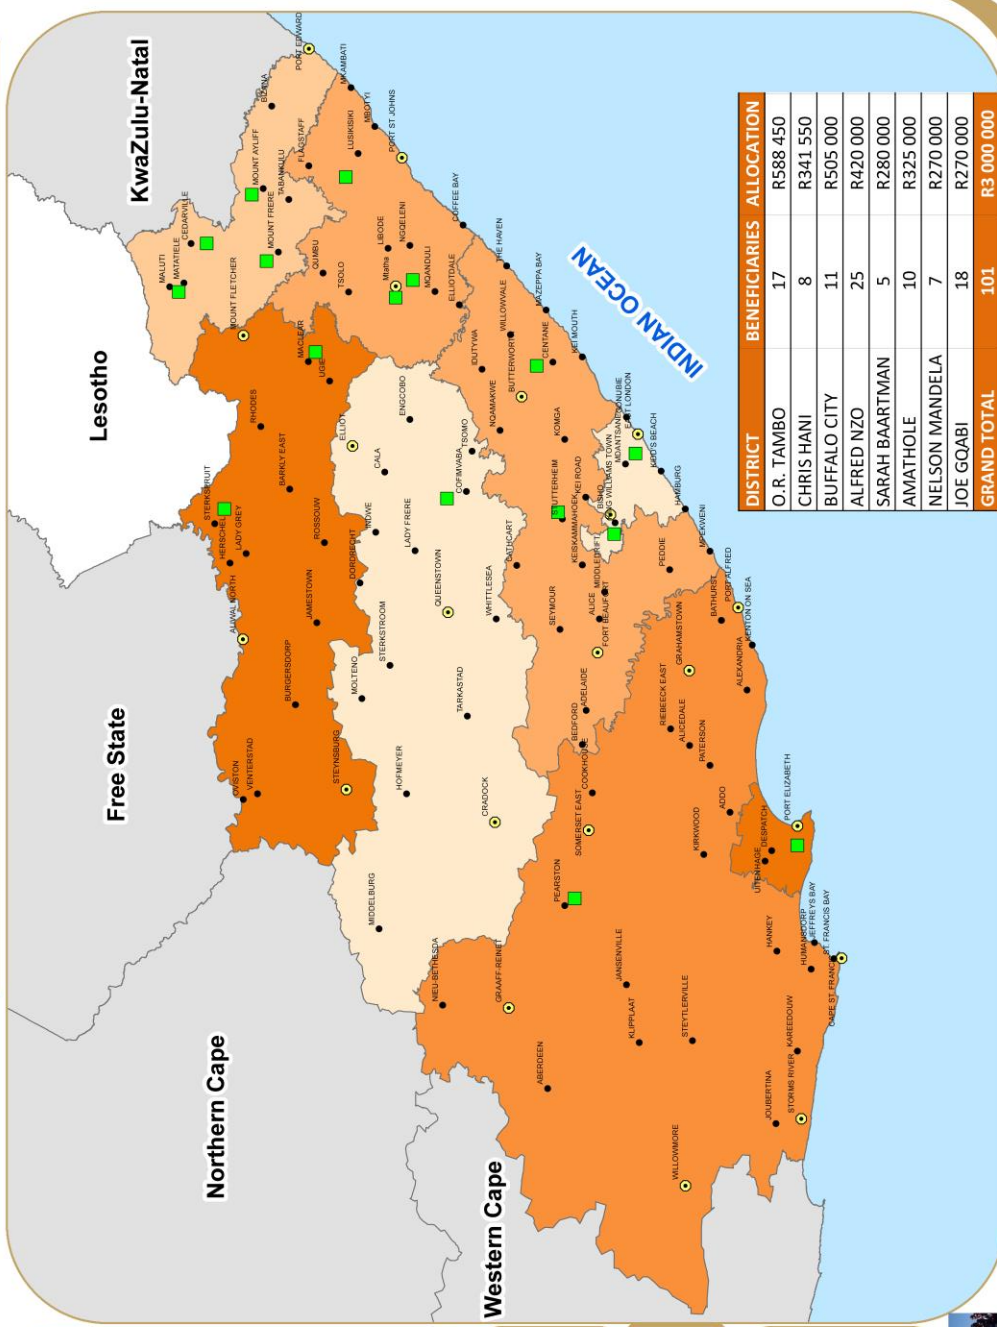 Lesotho
KwaZulu-Natal
Free State
Northern Cape
Western Cape
INDIAN OCEAN
PORT EDWARD
BIZANA
MKAMBATI
MBOTYI
MOUNT AYLIFF
FLAGSTAFF
LUSIKISIKI
PORT ST JOHNS
TABANKULU
CEDARVILLE
MOUNT FRERE
MALUTI
MATATIELE
QUMBU
LIBODE
NGQELENI
COFFEE BAY
TSOLO
Mtatha
MQANDULI
ELLIOTDALE
THE HAVEN
MOUNT FLETCHER
MACLEAR
UGIE
WILLOWVALE
MAZEPPA BAY
IDUTYWA
BUTTERWORTH
CENTANE
KEI MOUTH
RHODES
ELLIOT
ENGCOBO
NQAMAKWE
TSOMO
KOMGA
BARKLY EAST
CALA
COFIMVABA
STERKSPRUIT
HERSCHEL
LADY GREY
ROSSOUW
INDWE
LADY FRERE
DORDRECHT
CATHCART
STUTTERHEIM
KEI ROAD
BISHO
MDANTSANE
KIDD'S BEACH
HAMBURG
KEISKAMMAHOEK
MIDDLEDRIFT
PEDDIE
MPEKWENI
ALIWAL NORTH
JAMESTOWN
QUEENSTOWN
WHITTLESEA
SEYMOUR
ALICE
FORT BEAUFORT
BATHURST
PORT ALFRED
KENTON ON SEA
BURGERSDORP
MOLTENO
STERKSTROOM
TARKASTAD
ADELAIDE
BEDFORD
GRAHAMSTOWN
RIEBEECK EAST
ALICEDALE
PATERSON
ALEXANDRIA
OVISTON
VENTERSTAD
STEYNSBURG
HOFMEYER
CRADOCK
COOKHOUSE
SOMERSET EAST
KIRKWOOD
ADDO
DESPATCH
UITENHAGE
PORT ELIZABETH
MIDDELBURG
PEARSTON
NIEU-BETHESDA
GRAAFF-REINET
JANSENVILLE
KLIPPLAAT
STEYTLERVILLE
HANKEY
HUMANSDORP
JEFFREYS BAY
ST. FRANCIS BAY
CAPE ST. FRANCIS
ABERDEEN
KAREEDOUW
JOUBERTINA
STORMS RIVER
WILLOWMORE
DISTRICT BENEFICIARIES ALLOCATION
O.R. TAMBO 17 R588 450
CHRIS HANI 8 R341 550
BUFFALO CITY 11 R505 000
ALFRED NZO 25 R420 000
SARAH BAARTMAN 5 R280 000
AMATHOLE 10 R325 000
NELSON MANDELA 7 R270 000
JOE GQABI 18 R270 000
GRAND TOTAL 101 R3 000 000